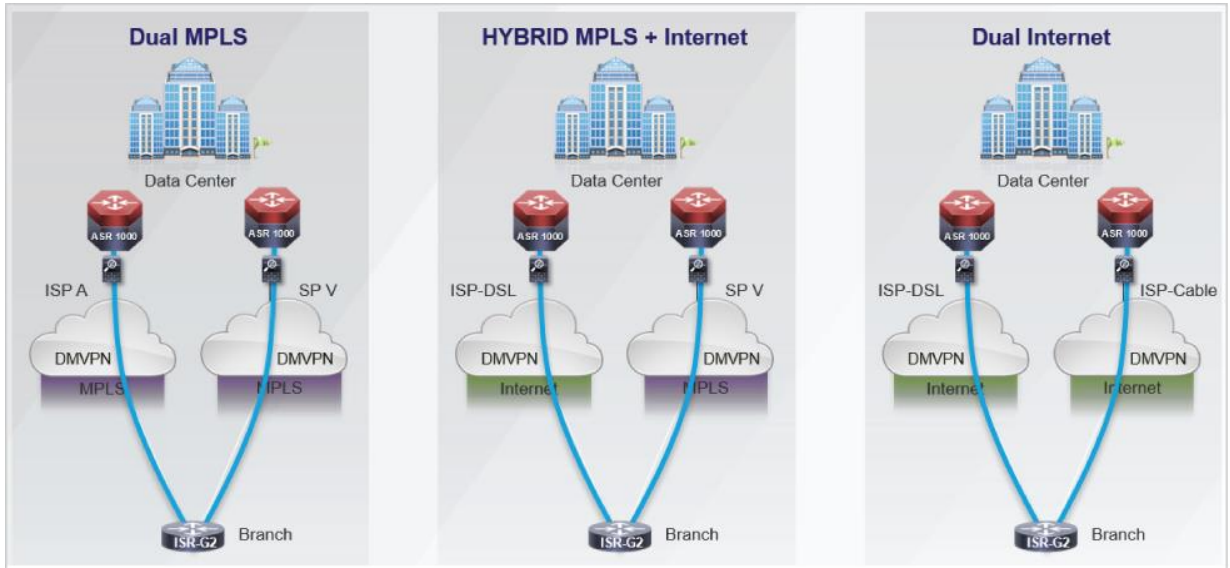 Dual MPLS
Data Center
ASR 1000
ASR 1000
ISP A
SP V
DMVPN
DMVPN
MPLS
MPLS
ISR-G2
Branch
HYBRID MPLS + Internet
Data Center
ASR 1000
ASR 1000
ISP-DSL
SP V
DMVPN
DMVPN
Internet
MPLS
ISR-G2
Branch
Dual Internet
Data Center
ASR 1000
ASR 1000
ISP-DSL
ISP-Cable
DMVPN
DMVPN
Internet
Internet
ISR-G2
Branch